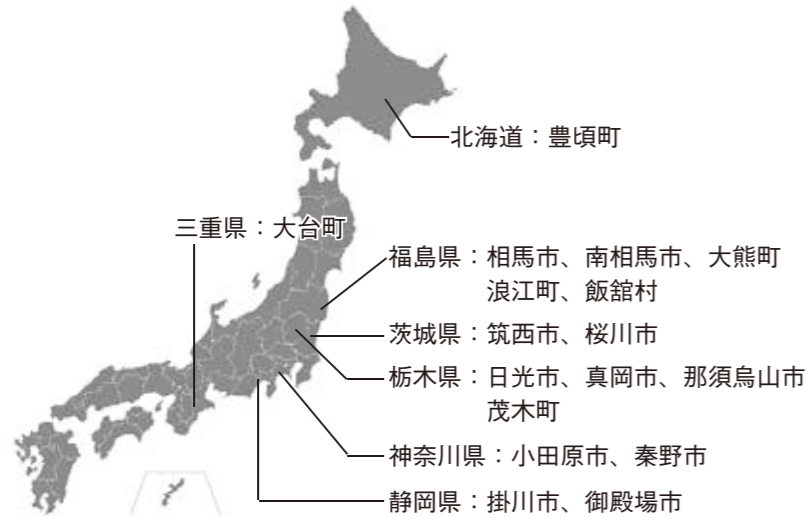 北海道：豊頃町
三重県：大台町
福島県：相馬市、南相馬市、大熊町
浪江町、飯舘村
茨城県：筑西市、桜川市
栃木県：日光市、真岡市、那須烏山市
茂木町
神奈川県：小田原市、秦野市
静岡県：掛川市、御殿場市